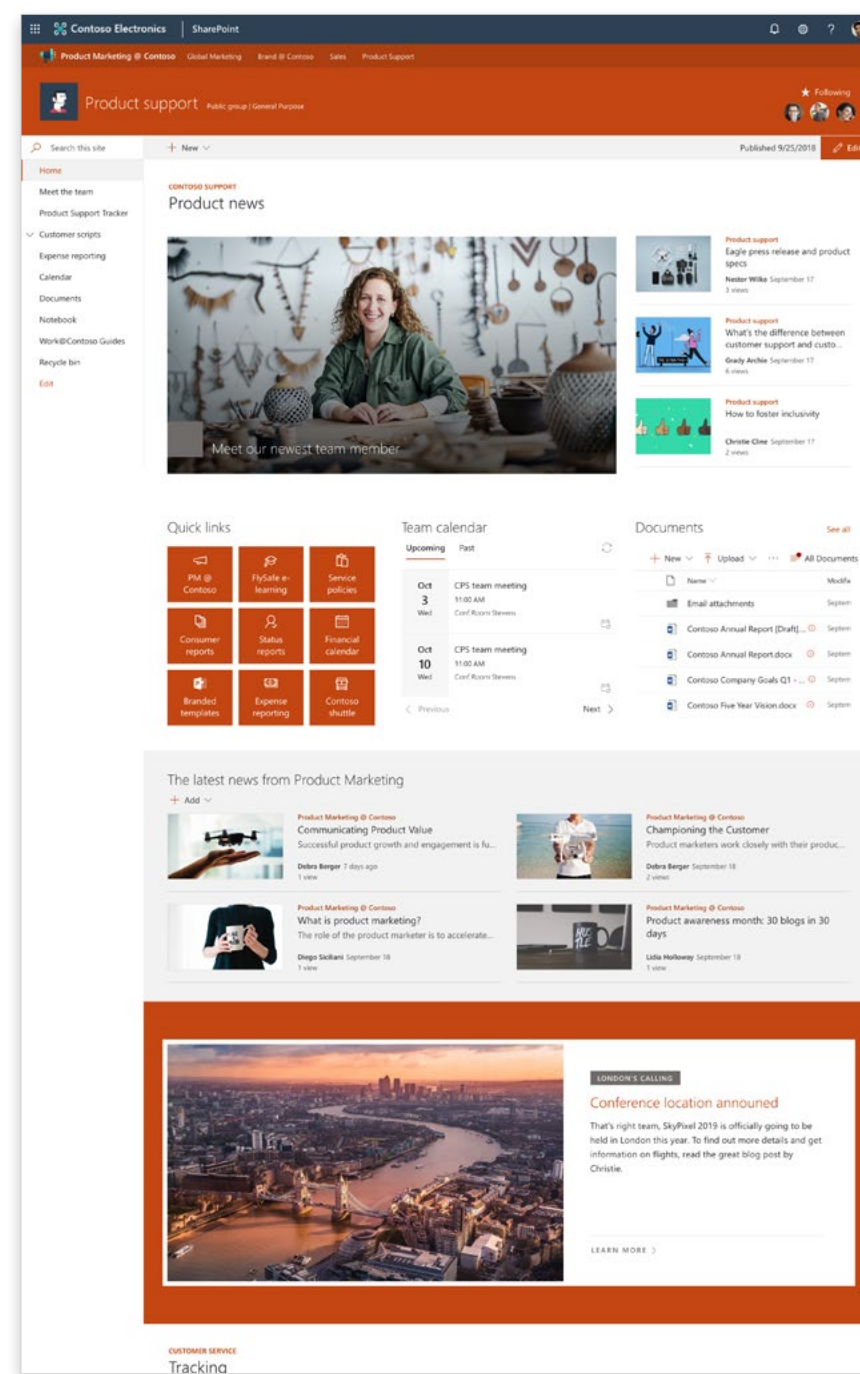 Contoso Electronics SharePoint
Product Marketing @ Contoso Global Marketing Brand @ Contoso Sales Product Support
Product support Public group | General Purpose
Following
Search this site
New
Published 9/25/2018
Edit
Home
Meet the team
Product Support Tracker
Customer scripts
Expense reporting
Calendar
Documents
Notebook
Work@Contoso Guides
Recycle bin
Edit
CONTOSO SUPPORT
Product news
Meet our newest team member
Product support
Eagle press release and product
specs
Nestor Wilke September 17
3 views
Product support
What's the difference between
customer support and custo...
Grady Archie September 17
6 views
Product support
How to foster inclusivity
Christie Cline September 17
2 views
Quick links
PM @
Contoso
FlySafe e-
learning
Service
policies
Consumer
reports
Status
reports
Financial
calendar
Branded
templates
Expense
reporting
Contoso
shuttle
Team calendar
Upcoming Past
Oct
3
Wed
CPS team meeting
11:00 AM
Conf Room Stevens
Oct
10
Wed
CPS team meeting
11:00 AM
Conf Room Stevens
Previous
Next
Documents
See all
New Upload ... All Documents
Name Modifie
Email attachments Septem
Contoso Annual Report [Draft]... Septem
Contoso Annual Report.docx Septem
Contoso Company Goals Q1 - ... Septem
Contoso Five Year Vision.docx Septem
The latest news from Product Marketing
Add
Product Marketing @ Contoso
Communicating Product Value
Successful product growth and engagement is fu...
Debra Berger 7 days ago
1 view
Product Marketing @ Contoso
Championing the Customer
Product marketers work closely with their produc...
Debra Berger September 18
2 views
Product Marketing @ Contoso
What is product marketing?
The role of the product marketer is to accelerate...
Diego Siciliani September 18
1 view
HUS
TLE
Product Marketing @ Contoso
Product awareness month: 30 blogs in 30
days
Lidia Holloway September 18
1 view
LONDON'S CALLING
Conference location announed
That's right team, SkyPixel 2019 is officially going to be
held in London this year. To find out more details and get
information on flights, read the great blog post by
Christie.
LEARN MORE
CUSTOMER SERVICE
Tracking